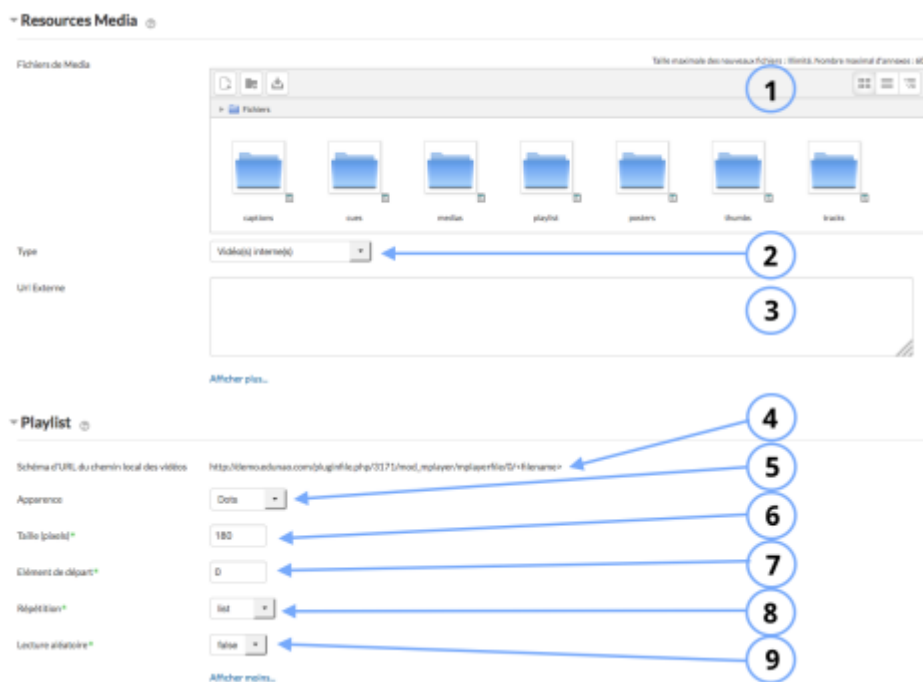 Resources Media
Fichiers de Media
Taille maximale des nouveaux fichiers : Illimité, Nombre maximal d'annexes : 60
1
Fichiers
captions
cues
medias
playlist
posters
thumbs
tracks
Type
Vidéo(s) interne(s)
2
Url Externe
3
Afficher plus...
Playlist
4
Schéma d'URL du chemin local des vidéos
http://demo.edunao.com/pluginfile.php/3171/mod_mplayer/mplayerfile/0/<filename>
5
Apparence
Dots
6
Taille (pixels)*
180
7
Elément de départ*
0
8
Répétition*
list
Lecture aléatoire*
false
9
Afficher moins...